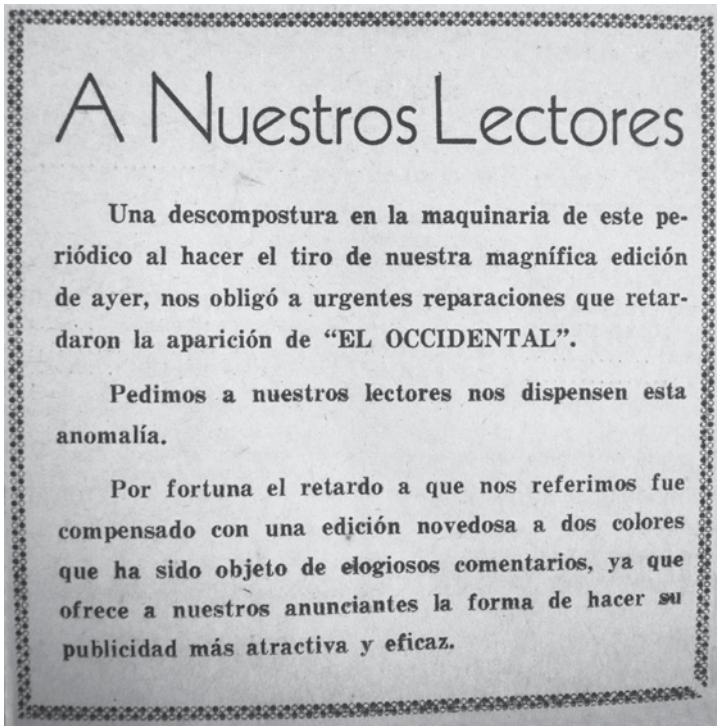 A Nuestros Lectores
Una descompostura en la maquinaria de este pe-
riódico al hacer el tiro de nuestra magnífica edición
de ayer, nos obligó a urgentes reparaciones que retar-
daron la aparición de “EL OCCIDENTAL”.
Pedimos a nuestros lectores nos dispensen esta
anomalía.
Por fortuna el retardo a que nos referimos fue
compensado con una edición novedosa a dos colores
que ha sido objeto de elogiosos comentarios, ya que
ofrece a nuestros anunciantes la forma de hacer su
publicidad más atractiva y eficaz.